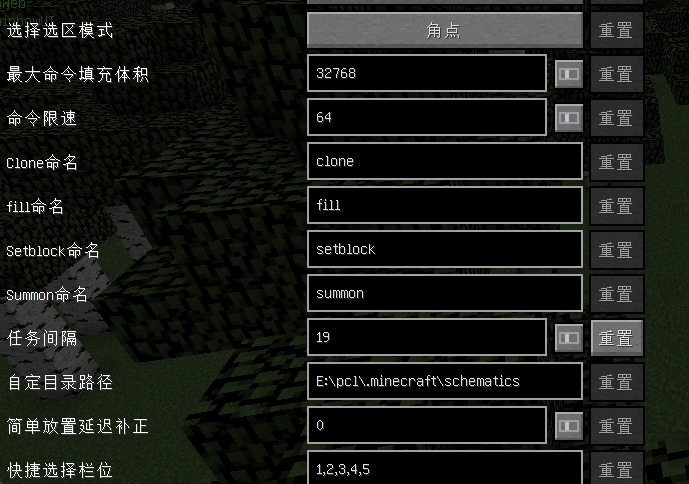 选择选区模式 角点 重置
最大命令填充体积 32768 重置
命令限速 64 重置
Clone命名 clone 重置
fill命名 fill 重置
Setblock命名 setblock 重置
Summon命名 summon 重置
任务间隔 19 重置
自定目录路径 E:\pcl\.minecraft\schematics 重置
简单放置延迟补正 0 重置
快捷选择栏位 1,2,3,4,5 重置